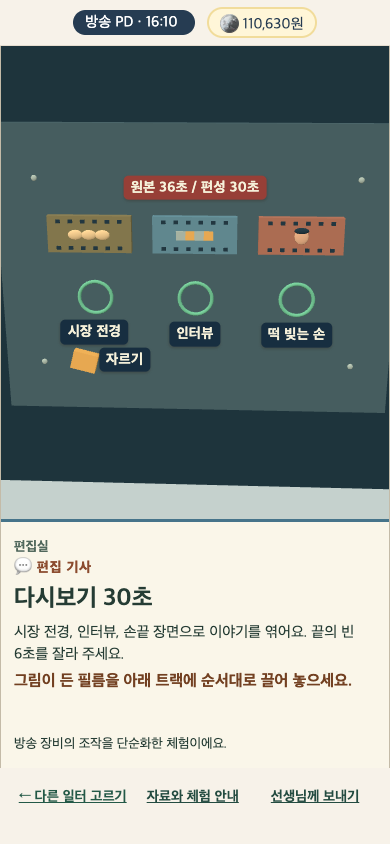 방송 PD · 16:10
110,630원
원본 36초 / 편성 30초
시장 전경
인터뷰
떡 빚는 손
자르기
편집실
편집 기사
다시보기 30초
시장 전경, 인터뷰, 손끝 장면으로 이야기를 엮어요. 끝의 빈
6초를 잘라 주세요.
그림이 든 필름을 아래 트랙에 순서대로 끌어 놓으세요.
방송 장비의 조작을 단순화한 체험이에요.
← 다른 일터 고르기
자료와 체험 안내
선생님께 보내기